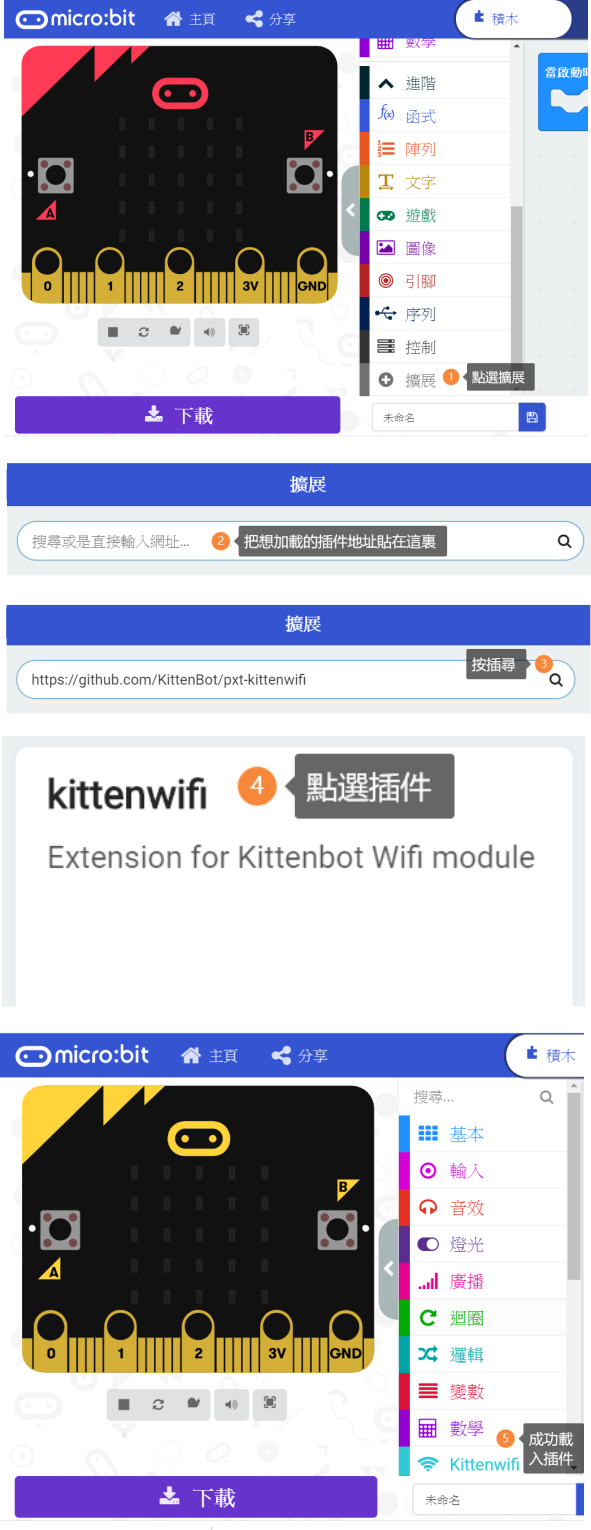 micro:bit 主頁 分享 積木
數學
進階
當啟動時
函式
陣列
文字
遊戲
圖像
引腳
序列
控制
擴展 1 點選擴展
A
B
0 1 2 3V GND
下載
未命名
擴展
搜尋或是直接輸入網址... 2 把想加載的插件地址貼在這裏
擴展
按插尋 3
https://github.com/KittenBot/pxt-kittenwifi
kittenwifi 4 點選插件
Extension for Kittenbot Wifi module
micro:bit 主頁 分享 積木
搜尋...
基本
輸入
音效
燈光
廣播
迴圈
邏輯
變數
數學
Kittenwifi
5 成功載
入插件
A
B
0 1 2 3V GND
下載
未命名